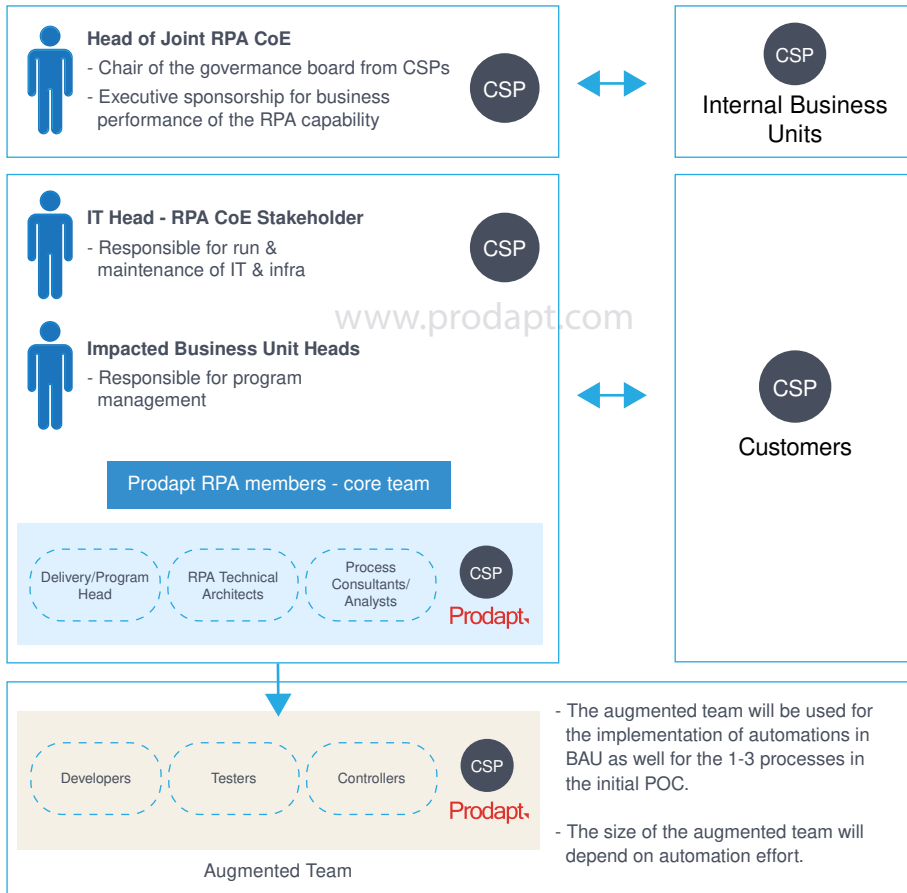 Head of Joint RPA CoE
- Chair of the govermance board from CSPs
- Executive sponsorship for business
performance of the RPA capability
CSP
CSP
Internal Business
Units
IT Head - RPA CoE Stakeholder
- Responsible for run &
maintenance of IT & infra
CSP
www.prodapt.com
Impacted Business Unit Heads
- Responsible for program
management
CSP
Customers
Prodapt RPA members - core team
Delivery/Program
Head
RPA Technical
Architects
Process
Consultants/
Analysts
CSP
Prodapt
Developers
Testers
Controllers
CSP
Prodapt
Augmented Team
- The augmented team will be used for
the implementation of automations in
BAU as well for the 1-3 processes in
the initial POC.
- The size of the augmented team will
depend on automation effort.